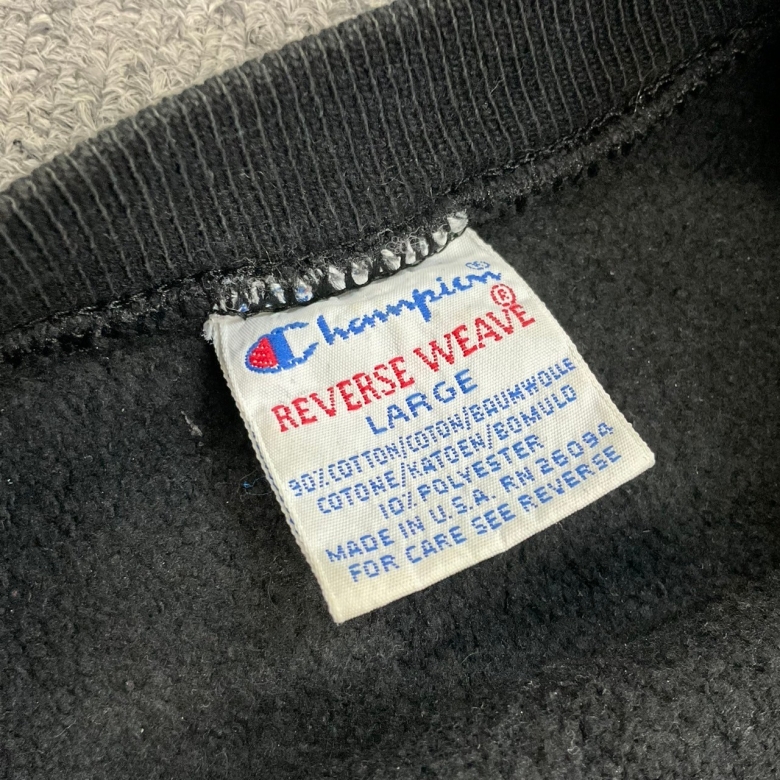 Champion®
REVERSE WEAVE®
LARGE
90% COTTON/COTON/BAUMWOLLE
COTONE/KATOEN/BOMULD
10% POLYESTER
MADE IN U.S.A. RN 26094
FOR CARE SEE REVERSE